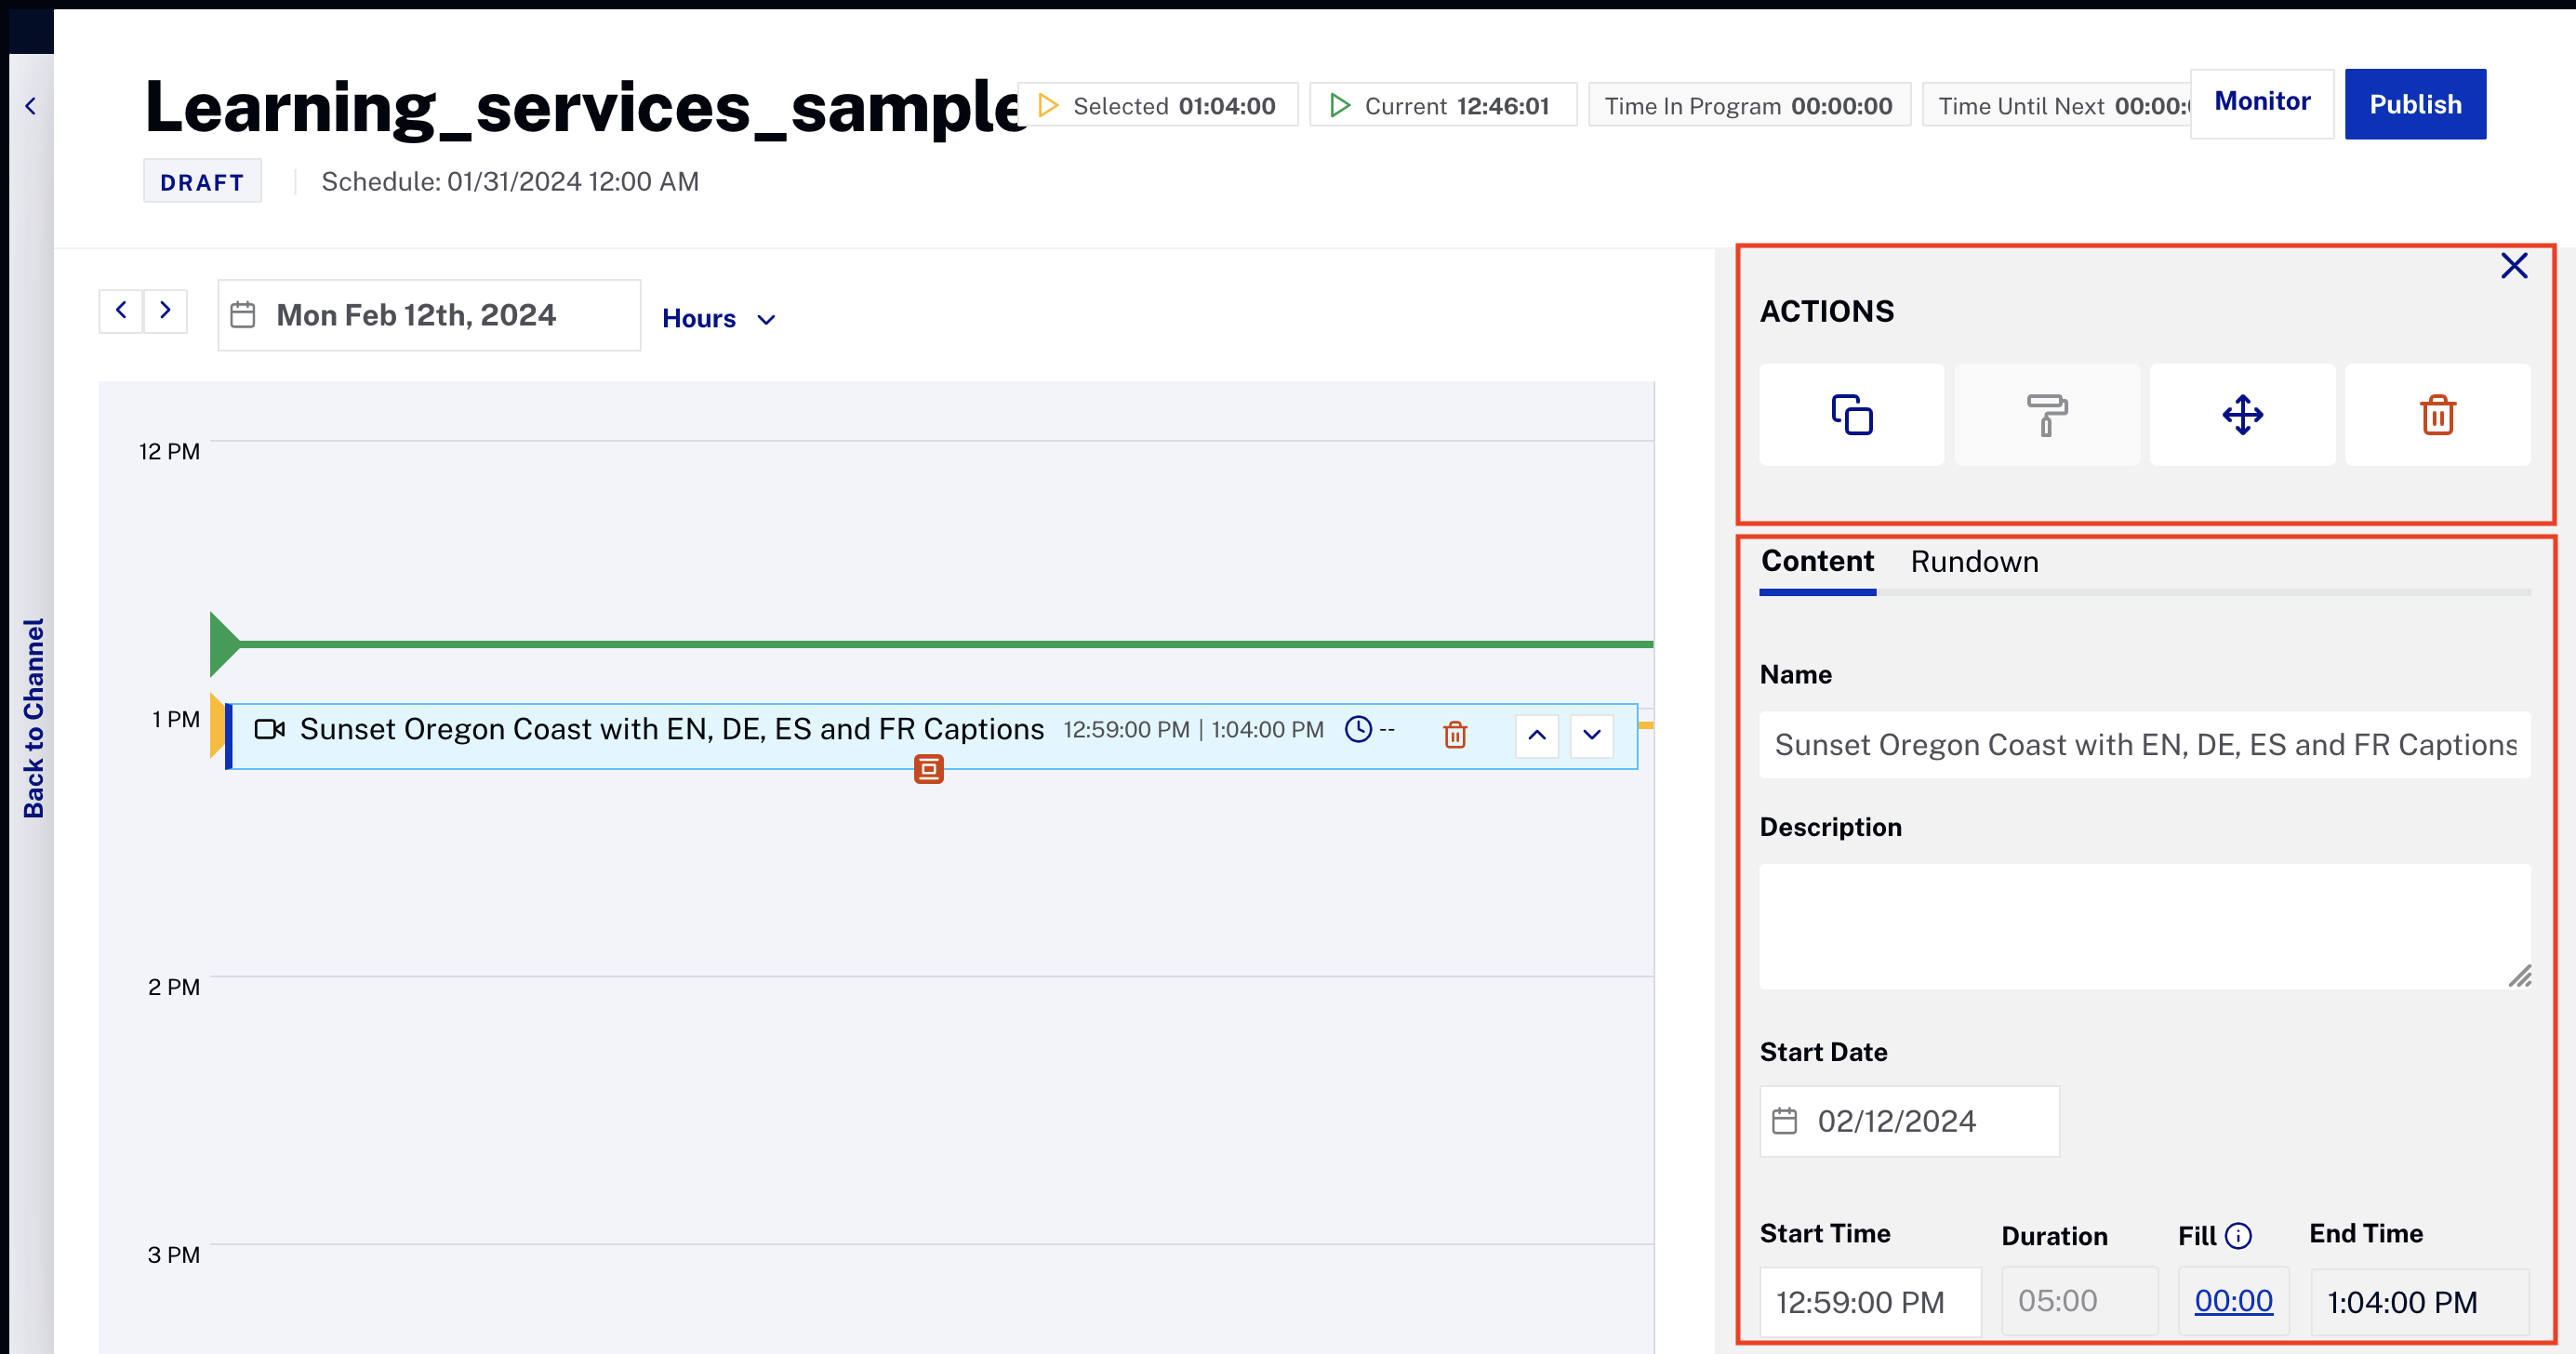 Learning_services_sample
Selected 01:04:00
Current 12:46:01
Time In Program 00:00:00
Time Until Next 00:00:
Monitor
Publish
DRAFT
Schedule: 01/31/2024 12:00 AM
Back to Channel
Mon Feb 12th, 2024
Hours
12 PM
1 PM
Sunset Oregon Coast with EN, DE, ES and FR Captions 12:59:00 PM | 1:04:00 PM --
2 PM
3 PM
ACTIONS
Content Rundown
Name
Sunset Oregon Coast with EN, DE, ES and FR Captions
Description
Start Date
02/12/2024
Start Time Duration Fill End Time
12:59:00 PM 05:00 00:00 1:04:00 PM